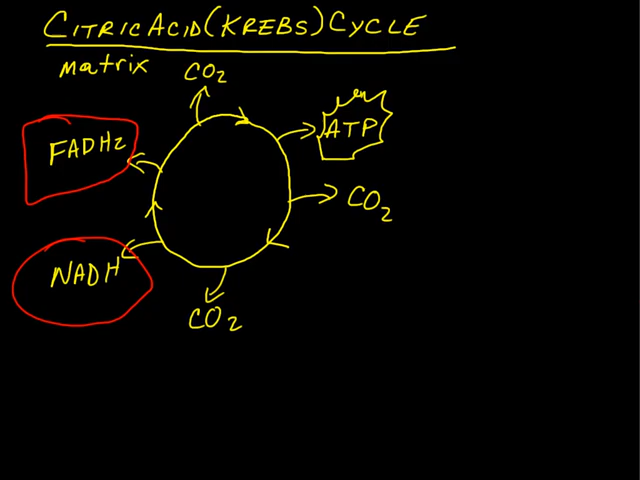 CITRIC ACID (KREBS) CYCLE
matrix
CO2
ATP
FADH2
CO2
NADH
CO2